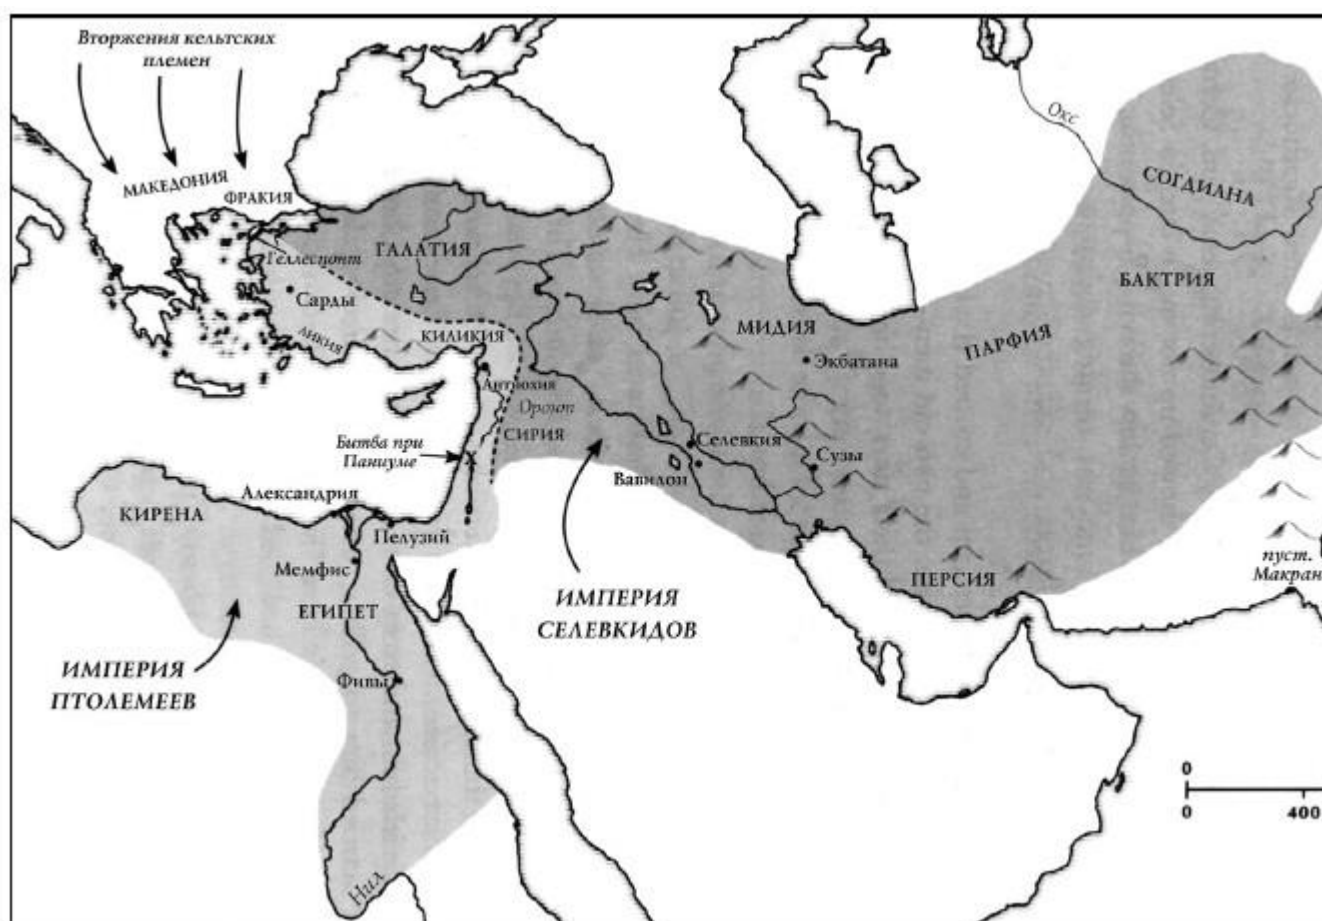 Вторжения кельтских
племен
МАКЕДОНИЯ
ФРАКИЯ
Геллеспонт
ГАЛАТИЯ
Сарды
ЛИКИЯ
КИЛИКИЯ
Антиохия
Оронт
СИРИЯ
Битва при
Паниуме
Александрия
КИРЕНА
Пелузий
Мемфис
ЕГИПЕТ
Фивы
Нил
ИМПЕРИЯ
ПТОЛЕМЕЕВ
ИМПЕРИЯ
СЕЛЕВКИДОВ
МИДИЯ
Экбатана
Селевкия
Вавилон
Сузы
ПЕРСИЯ
ПАРФИЯ
Окс
СОГДИАНА
БАКТРИЯ
пуст.
Макран
0
0
400